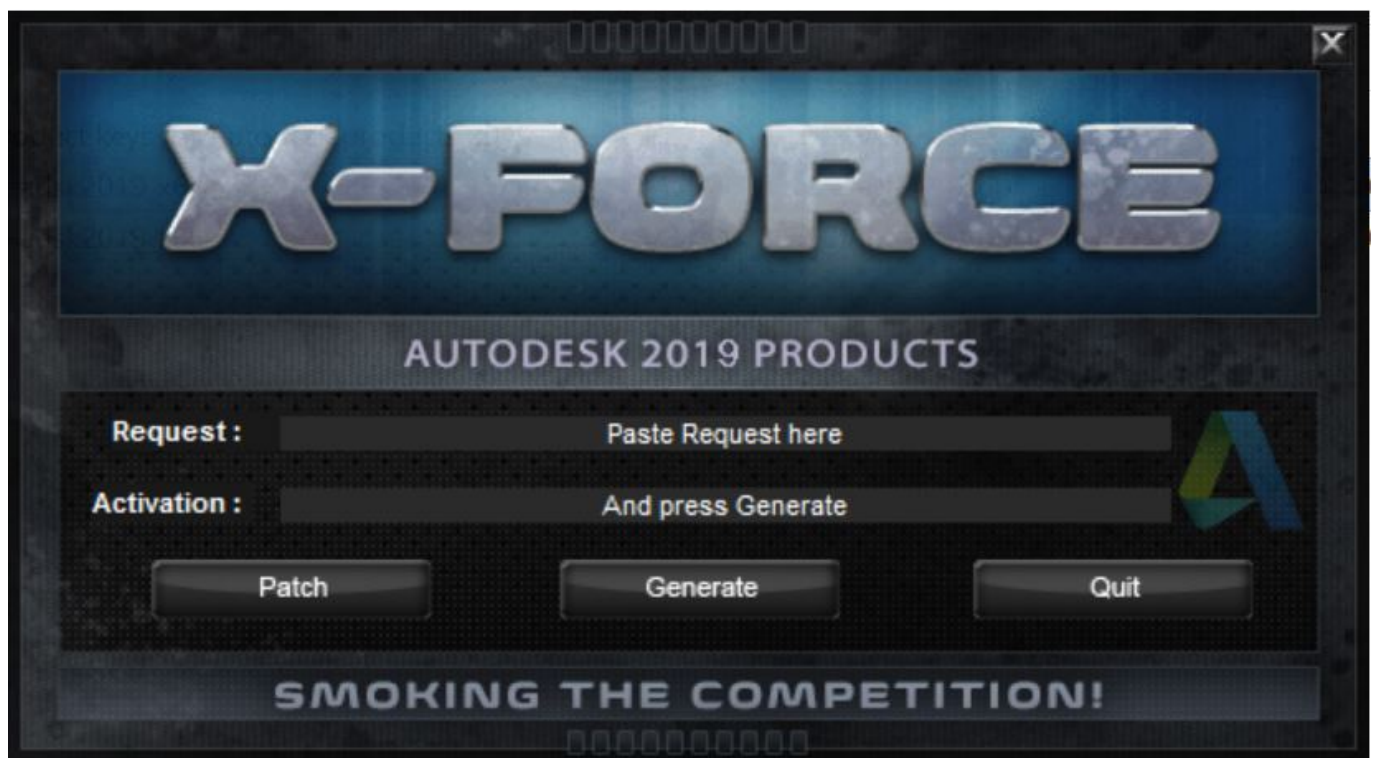 X
X-FORCE
AUTODESK 2019 PRODUCTS
Request :
Paste Request here
Activation :
And press Generate
Patch
Generate
Quit
SMOKING THE COMPETITION!